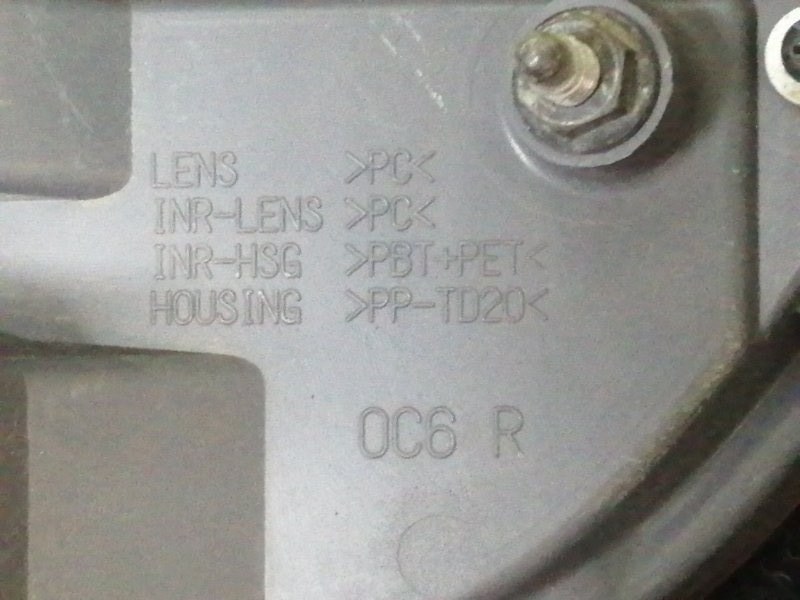 LENS >PC<
INR-LENS >PC<
INR-HSG >PBT+PET<
HOUSING >PP-TD20<
0C6 R